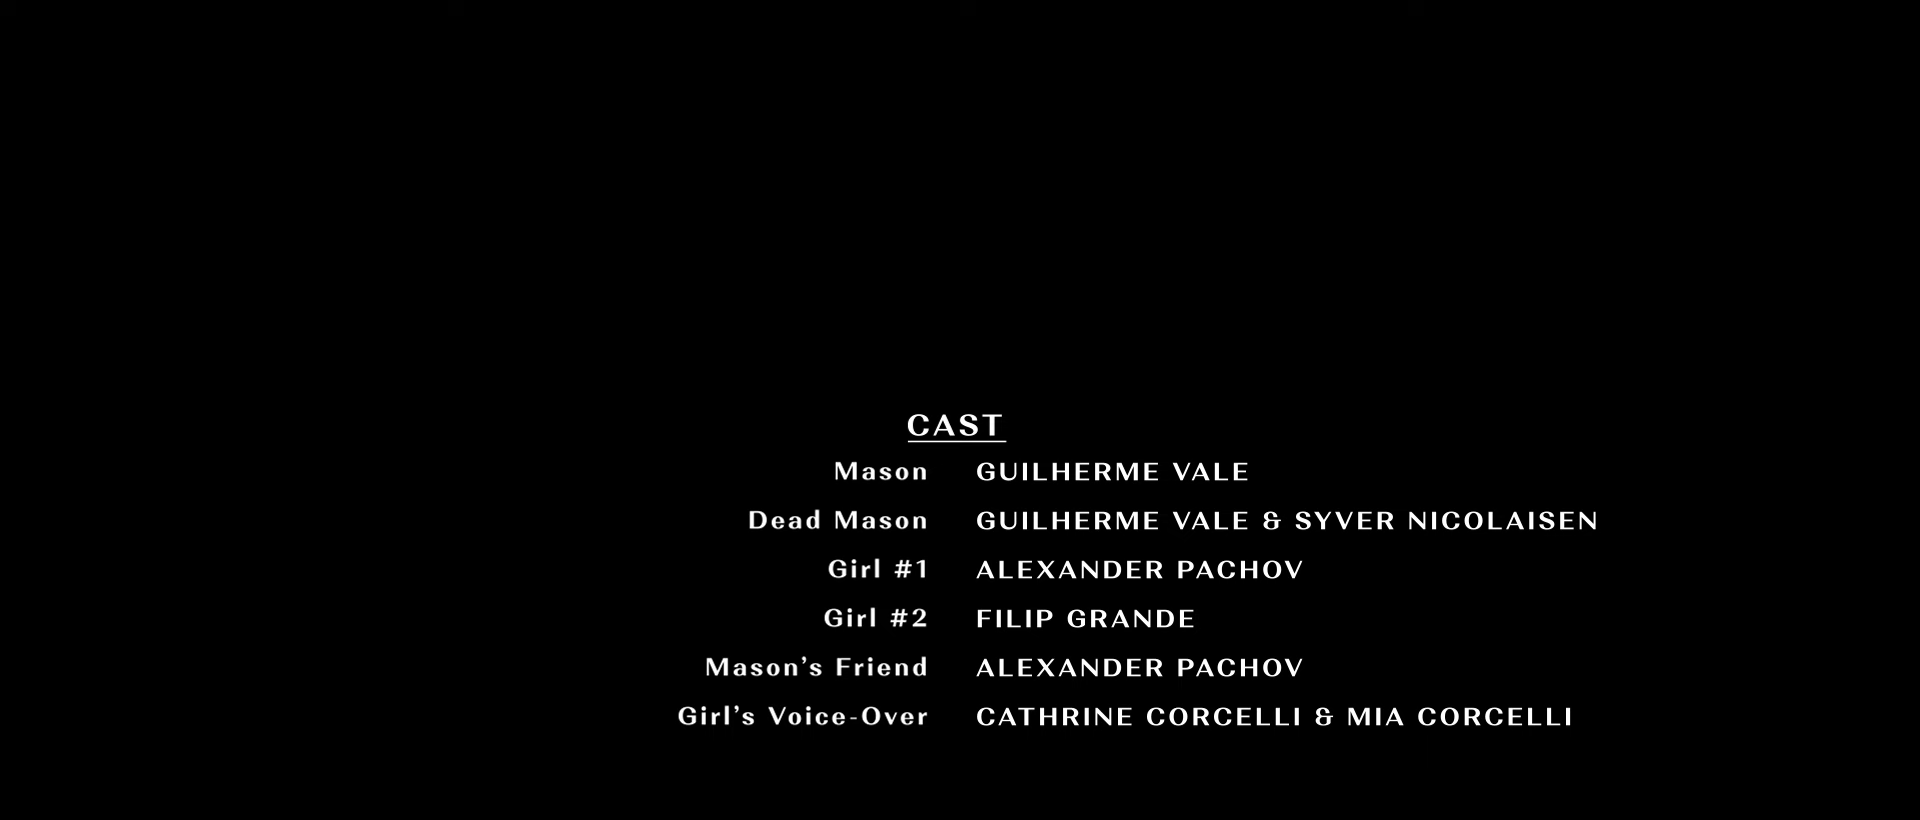 CAST
Mason GUILHERME VALE
Dead Mason GUILHERME VALE & SYVER NICOLAISEN
Girl #1 ALEXANDER PACHOV
Girl #2 FILIP GRANDE
Mason’s Friend ALEXANDER PACHOV
Girl’s Voice-Over CATHRINE CORCELLI & MIA CORCELLI